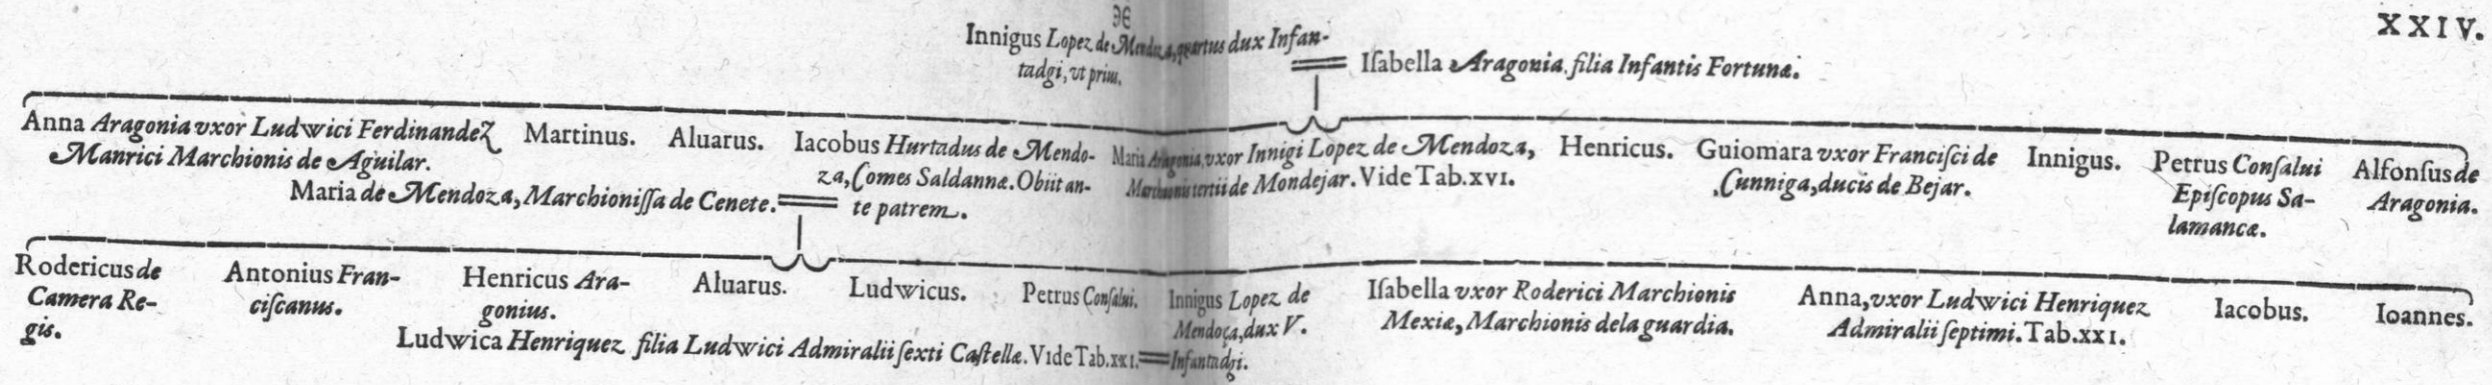 XXIV.
Innigus Lopez de Mendoza, quartus dux Infan-
tadgi, vt prius.
Iſabella Aragonia filia Infantis Fortunæ.
Anna Aragonia vxor Ludwici Ferdinandez
Manrici Marchionis de Aguilar.
Martinus.
Aluarus.
Iacobus Hurtadus de Mendo-
za, Comes Saldannæ. Obiit an-
te patrem.
Maria de Mendoza, Marchioniſſa de Cenete.
Maria Aragonia, vxor Innigi Lopez de Mendoza,
Marchionis tertii de Mondejar. Vide Tab. XVI.
Henricus.
Guiomara vxor Franciſci de
Cunniga, ducis de Bejar.
Innigus.
Petrus Conſalui
Epiſcopus Sa-
lamancæ.
Alfonſus de
Aragonia.
Rodericus de
Camera Re-
gis.
Antonius Fran-
ciſcanus.
Henricus Ara-
gonius.
Aluarus.
Ludwicus.
Petrus Conſalui.
Innigus Lopez de
Mendoça, dux V.
Infantadgi.
Ludwica Henriquez filia Ludwici Admiralii ſexti Caſtellæ. Vide Tab. XXI.
Iſabella vxor Roderici Marchionis
Mexiæ, Marchionis de la guardia.
Anna, vxor Ludwici Henriquez
Admiralii ſeptimi. Tab. XXI.
Iacobus.
Ioannes.